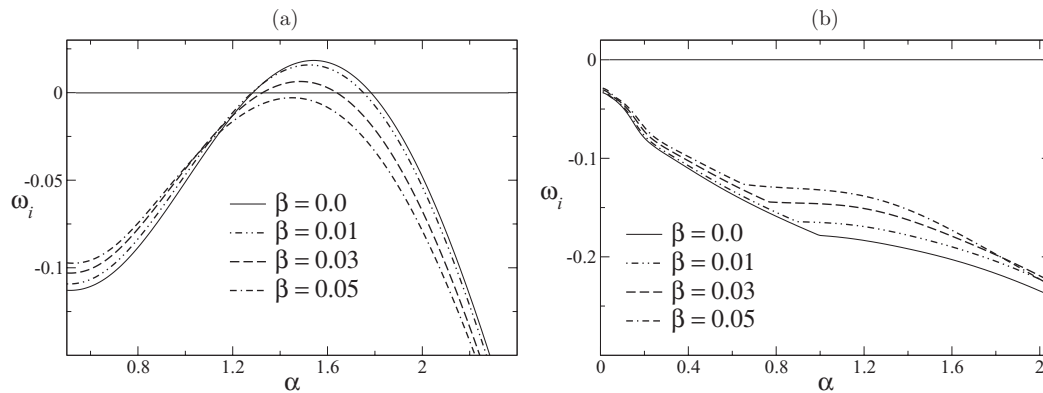 (a)
0
-0.05
-0.1
ω_i
β = 0.0
β = 0.01
β = 0.03
β = 0.05
0.8
1.2
1.6
2
α
(b)
0
-0.1
-0.2
ω_i
β = 0.0
β = 0.01
β = 0.03
β = 0.05
0
0.4
0.8
1.2
1.6
2
α